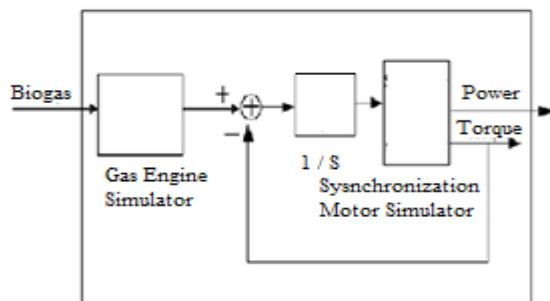 Biogas
+
−
Power
Torque
Gas Engine
Simulator
1 / S
Sysnchronization
Motor Simulator